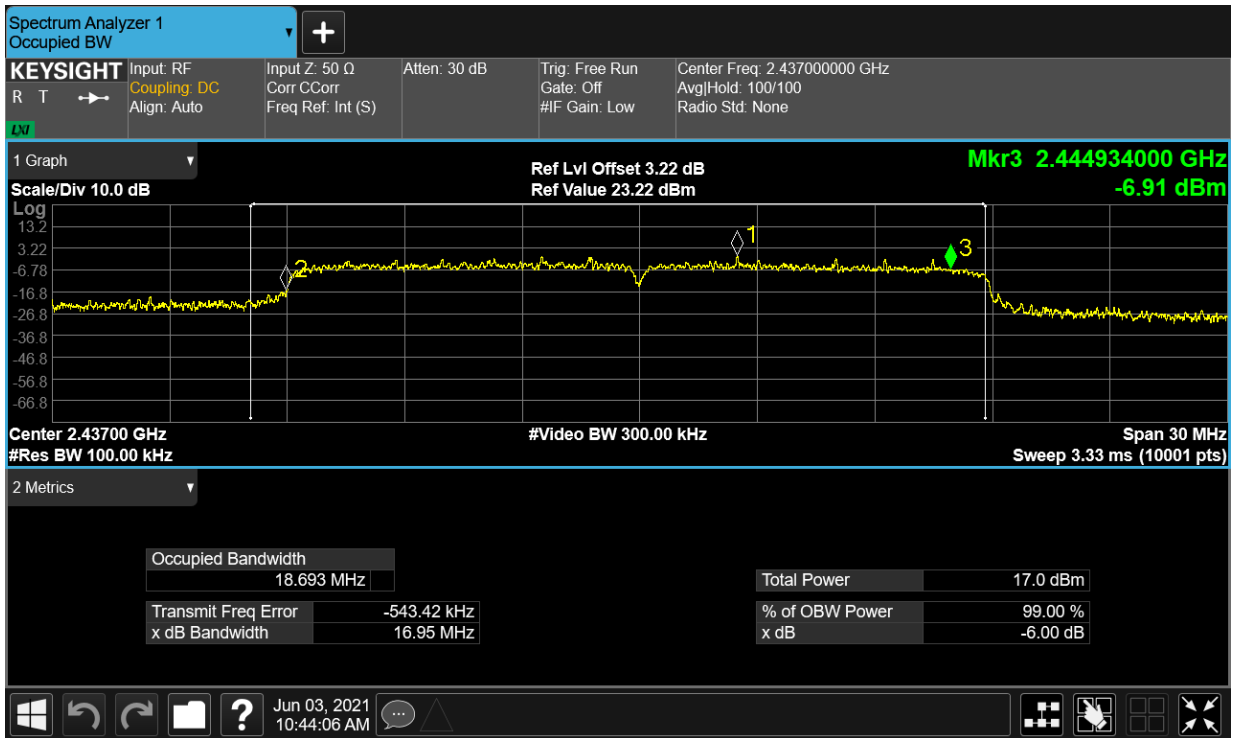 Spectrum Analyzer 1
Occupied BW
+
KEYSIGHT
R T
LXI
Input: RF
Coupling: DC
Align: Auto
Input Z: 50 Ω
Corr CCorr
Freq Ref: Int (S)
Atten: 30 dB
Trig: Free Run
Gate: Off
#IF Gain: Low
Center Freq: 2.437000000 GHz
Avg|Hold: 100/100
Radio Std: None
1 Graph
Scale/Div 10.0 dB
Ref Lvl Offset 3.22 dB
Ref Value 23.22 dBm
Mkr3 2.444934000 GHz
-6.91 dBm
Log
13.2
3.22
-6.78
-16.8
-26.8
-36.8
-46.8
-56.8
-66.8
2
1
3
Center 2.43700 GHz
#Res BW 100.00 kHz
#Video BW 300.00 kHz
Span 30 MHz
Sweep 3.33 ms (10001 pts)
2 Metrics
Occupied Bandwidth
18.693 MHz
Transmit Freq Error -543.42 kHz
x dB Bandwidth 16.95 MHz
Total Power 17.0 dBm
% of OBW Power 99.00 %
x dB -6.00 dB
?
Jun 03, 2021
10:44:06 AM